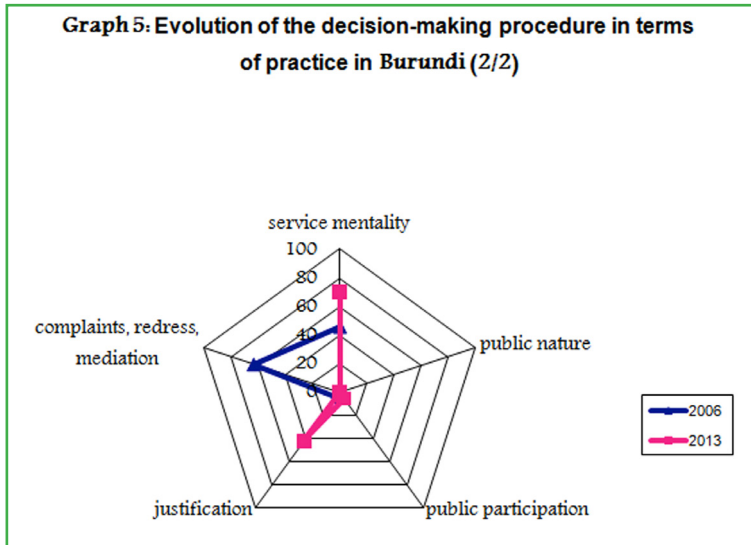 Graph 5: Evolution of the decision-making procedure in terms
of practice in Burundi (2/2)
service mentality
100
80
60
40
20
0
complaints, redress,
mediation
public nature
2006
2013
justification
public participation